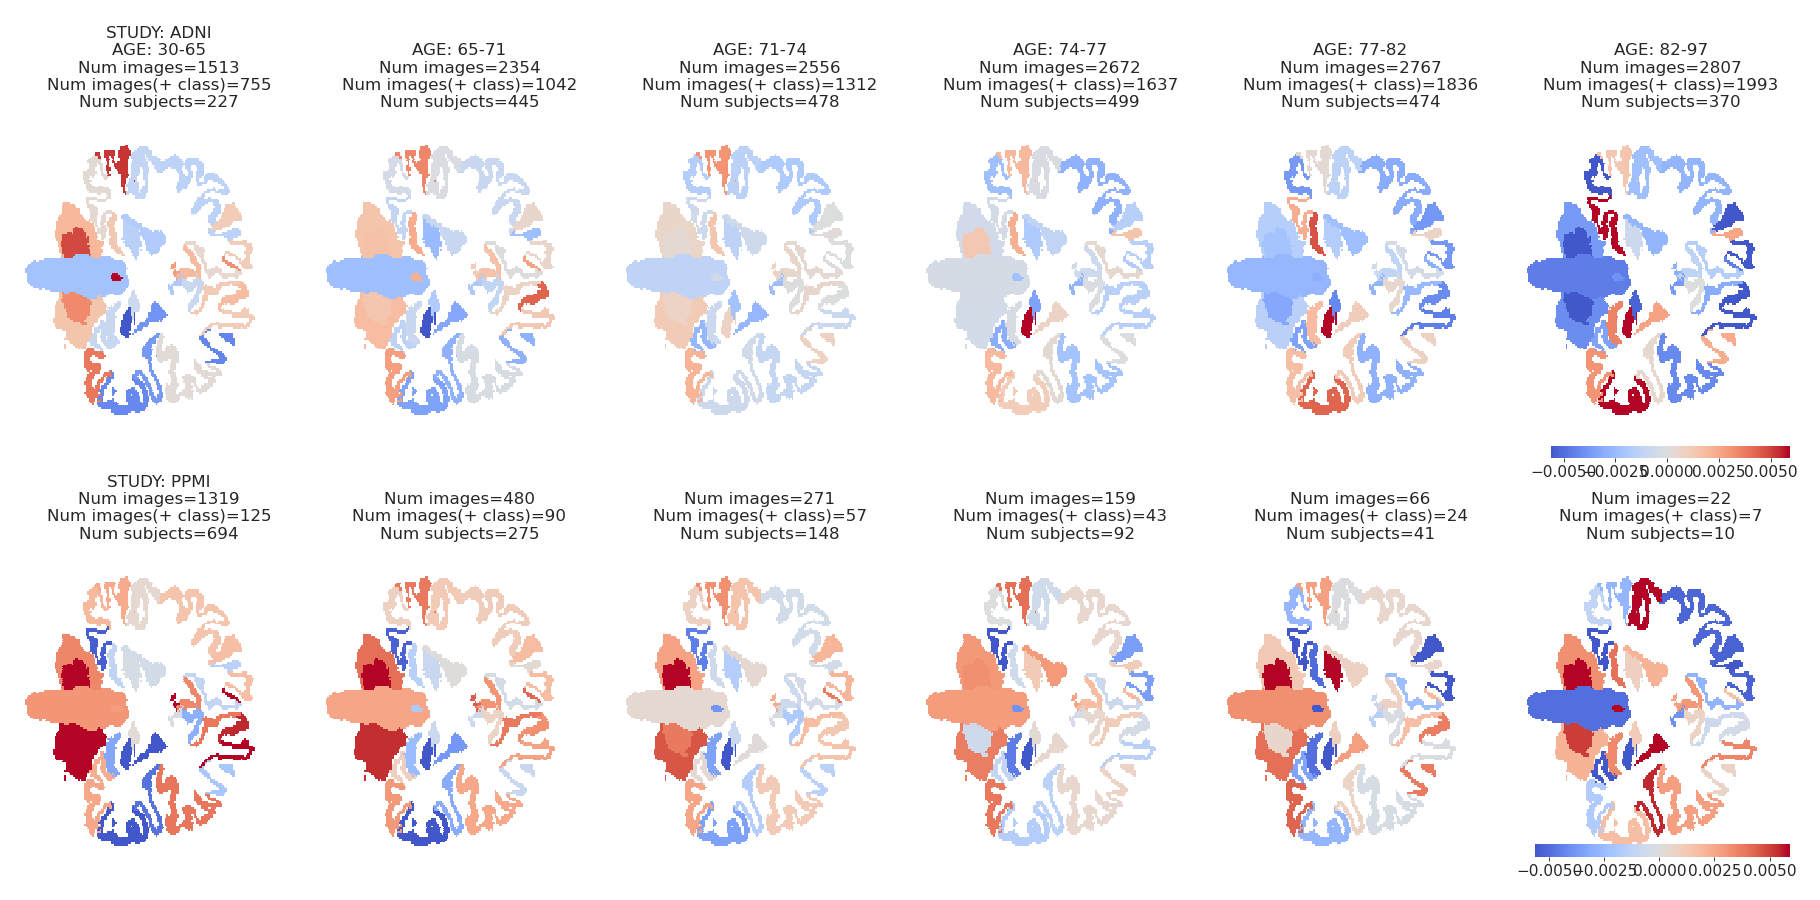 STUDY: ADNI
AGE: 30-65
Num images=1513
Num images(+ class)=755
Num subjects=227
AGE: 65-71
Num images=2354
Num images(+ class)=1042
Num subjects=445
AGE: 71-74
Num images=2556
Num images(+ class)=1312
Num subjects=478
AGE: 74-77
Num images=2672
Num images(+ class)=1637
Num subjects=499
AGE: 77-82
Num images=2767
Num images(+ class)=1836
Num subjects=474
AGE: 82-97
Num images=2807
Num images(+ class)=1993
Num subjects=370
−0.0050 −0.0025 0.0000 0.0025 0.0050
STUDY: PPMI
Num images=1319
Num images(+ class)=125
Num subjects=694
Num images=480
Num images(+ class)=90
Num subjects=275
Num images=271
Num images(+ class)=57
Num subjects=148
Num images=159
Num images(+ class)=43
Num subjects=92
Num images=66
Num images(+ class)=24
Num subjects=41
Num images=22
Num images(+ class)=7
Num subjects=10
−0.0050 −0.0025 0.0000 0.0025 0.0050